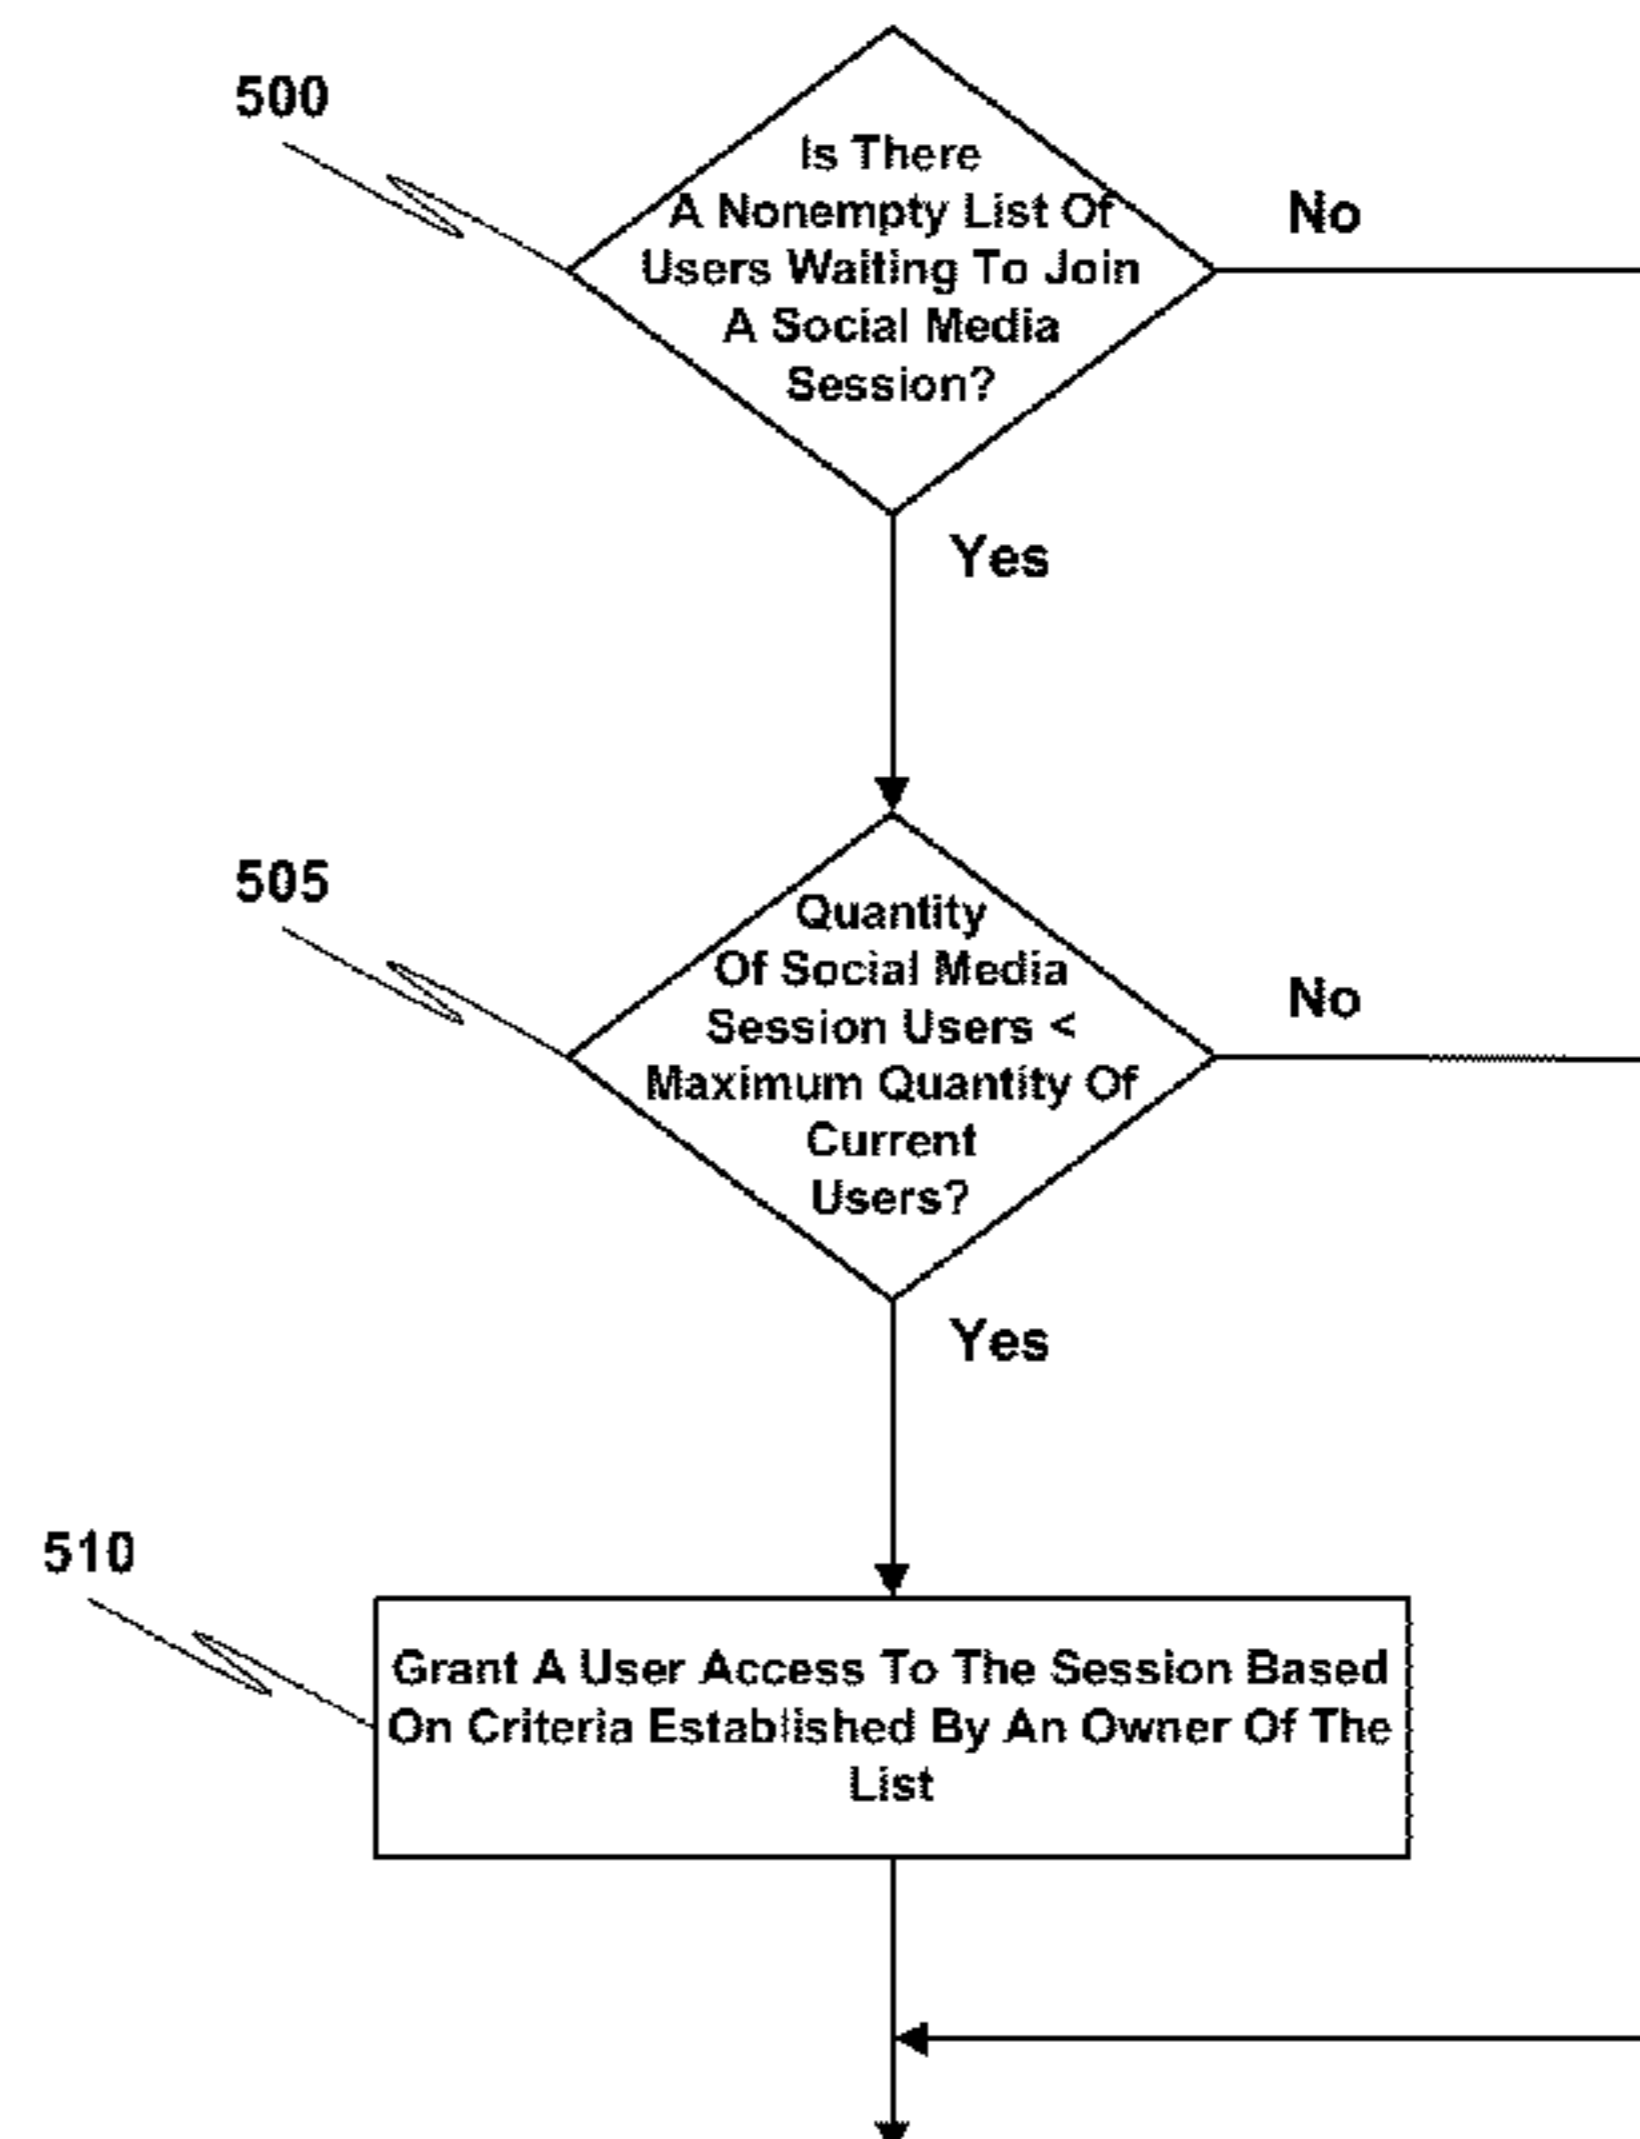 500
Is There
A Nonempty List Of
Users Waiting To Join
A Social Media
Session?
No
Yes
505
Quantity
Of Social Media
Session Users <
Maximum Quantity Of
Current
Users?
No
Yes
510
Grant A User Access To The Session Based
On Criteria Established By An Owner Of The
List